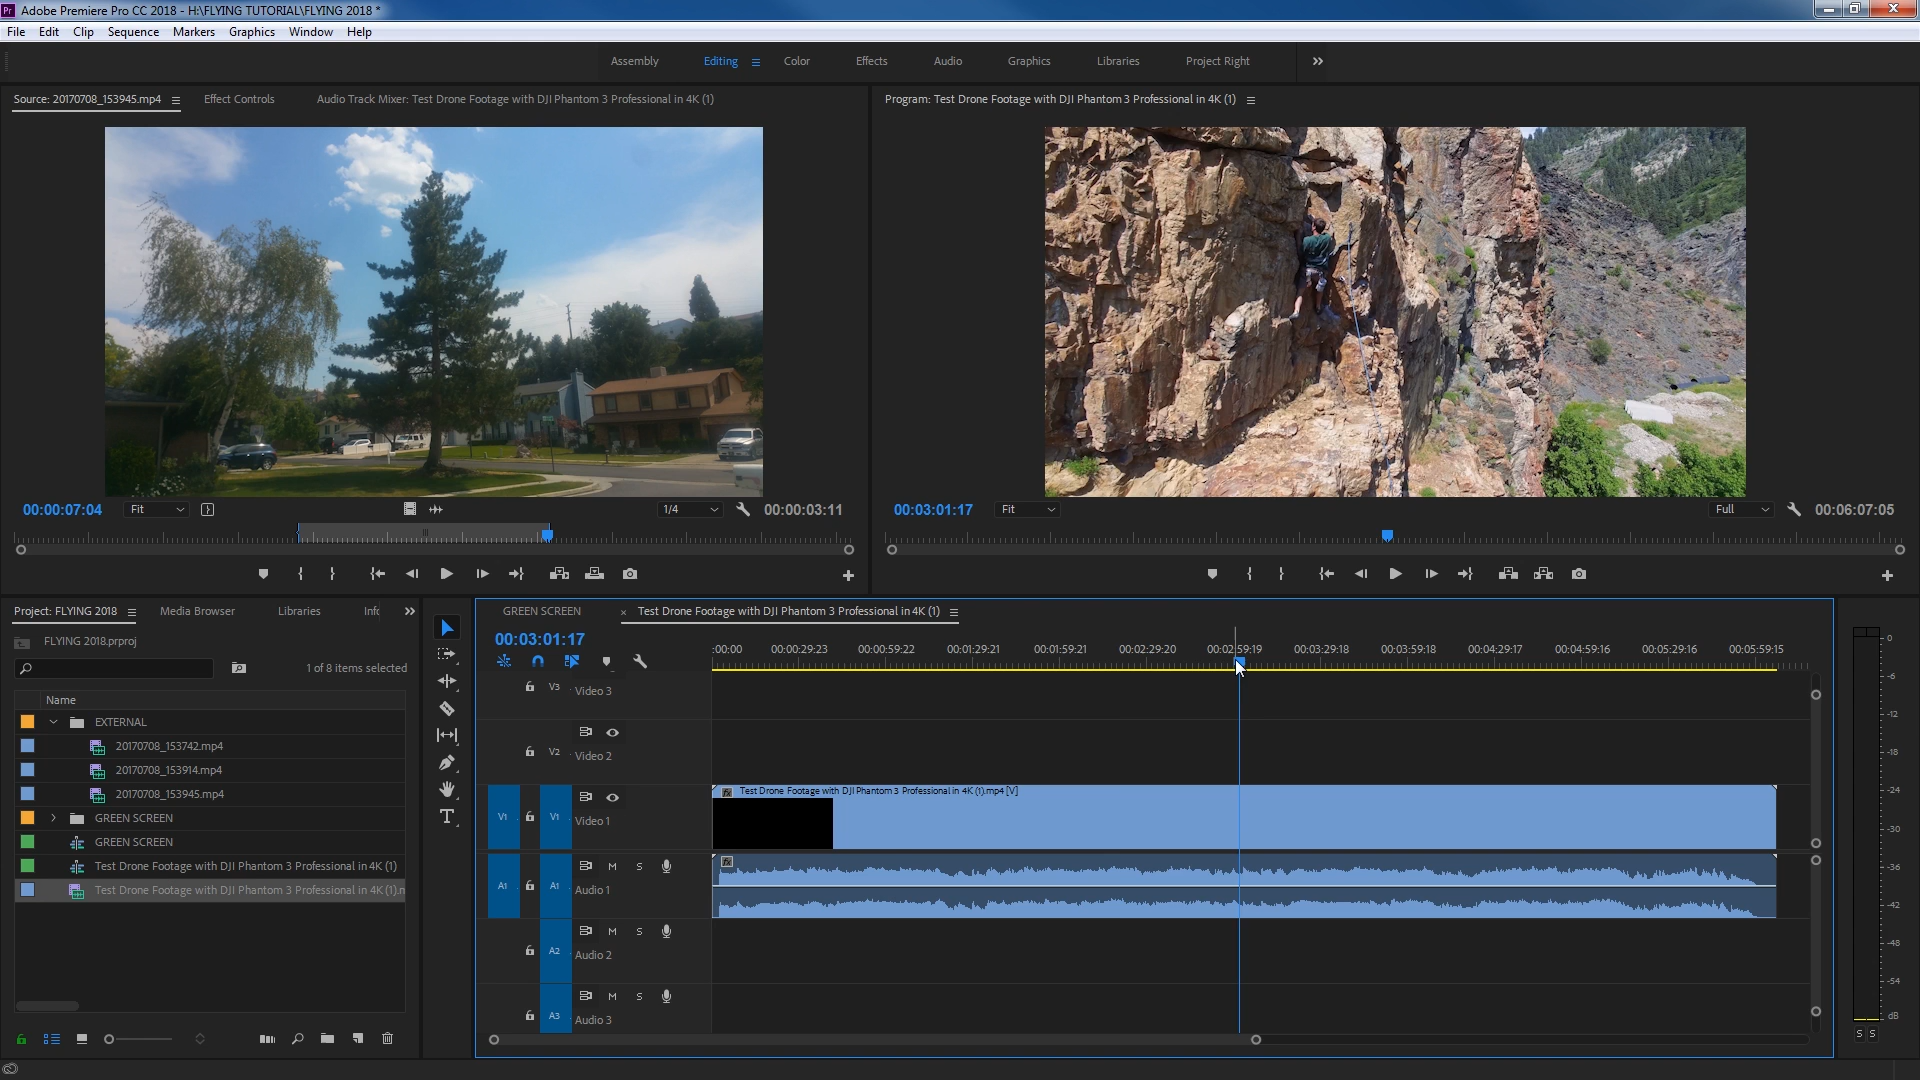 Pr Adobe Premiere Pro CC 2018 - H:\FLYING TUTORIAL\FLYING 2018 *
File Edit Clip Sequence Markers Graphics Window Help
Assembly Editing Color Effects Audio Graphics Libraries Project Right
Source: 20170708_153945.mp4 Effect Controls Audio Track Mixer: Test Drone Footage with DJI Phantom 3 Professional in 4K (1)
Program: Test Drone Footage with DJI Phantom 3 Professional in 4K (1)
00:00:07:04 Fit 1/4 00:00:03:11
00:03:01:17 Fit Full 00:06:07:05
Project: FLYING 2018 Media Browser Libraries Info
FLYING 2018.prproj
1 of 8 items selected
Name
EXTERNAL
20170708_153742.mp4
20170708_153914.mp4
20170708_153945.mp4
GREEN SCREEN
GREEN SCREEN
Test Drone Footage with DJI Phantom 3 Professional in 4K (1)
Test Drone Footage with DJI Phantom 3 Professional in 4K (1).m
T
GREEN SCREEN × Test Drone Footage with DJI Phantom 3 Professional in 4K (1)
00:03:01:17
:00:00 00:00:29:23 00:00:59:22 00:01:29:21 00:01:59:21 00:02:29:20 00:02:59:19 00:03:29:18 00:03:59:18 00:04:29:17 00:04:59:16 00:05:29:16 00:05:59:15
V3 Video 3
V2 Video 2
V1 V1 Video 1
fx Test Drone Footage with DJI Phantom 3 Professional in 4K (1).mp4 [V]
A1 A1 M S Audio 1
fx
A2 M S Audio 2
A3 M S Audio 3
0
-6
-12
-18
-24
-30
-36
-42
-48
-54
dB
S S